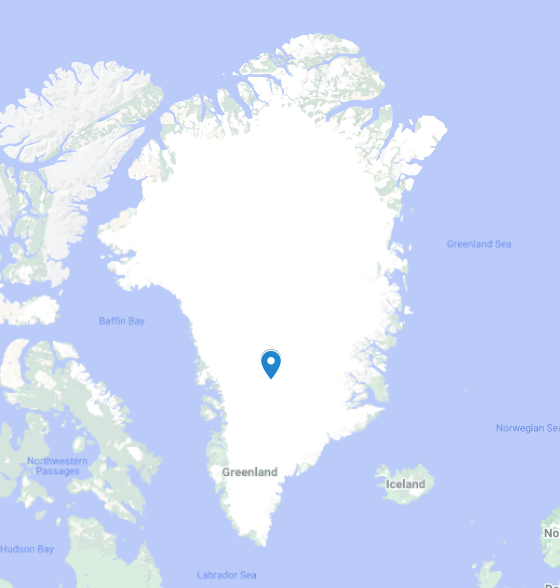 Greenland Sea
Baffin Bay
Norwegian Sea
Northwestern
Passages
Greenland
Iceland
No
Hudson Bay
Labrador Sea